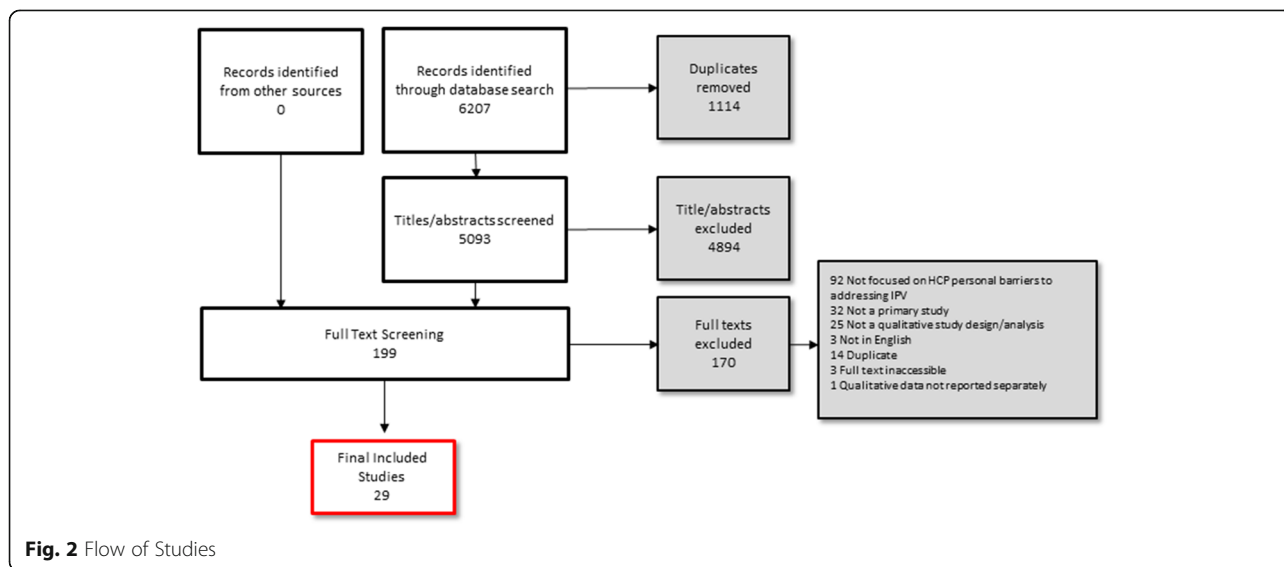 Records identified
from other sources
0
Records identified
through database search
6207
Duplicates
removed
1114
Titles/abstracts screened
5093
Title/abstracts
excluded
4894
Full Text Screening
199
Full texts
excluded
170
92 Not focused on HCP personal barriers to
addressing IPV
32 Not a primary study
25 Not a qualitative study design/analysis
3 Not in English
14 Duplicate
3 Full text inaccessible
1 Qualitative data not reported separately
Final Included
Studies
29
Fig. 2 Flow of Studies